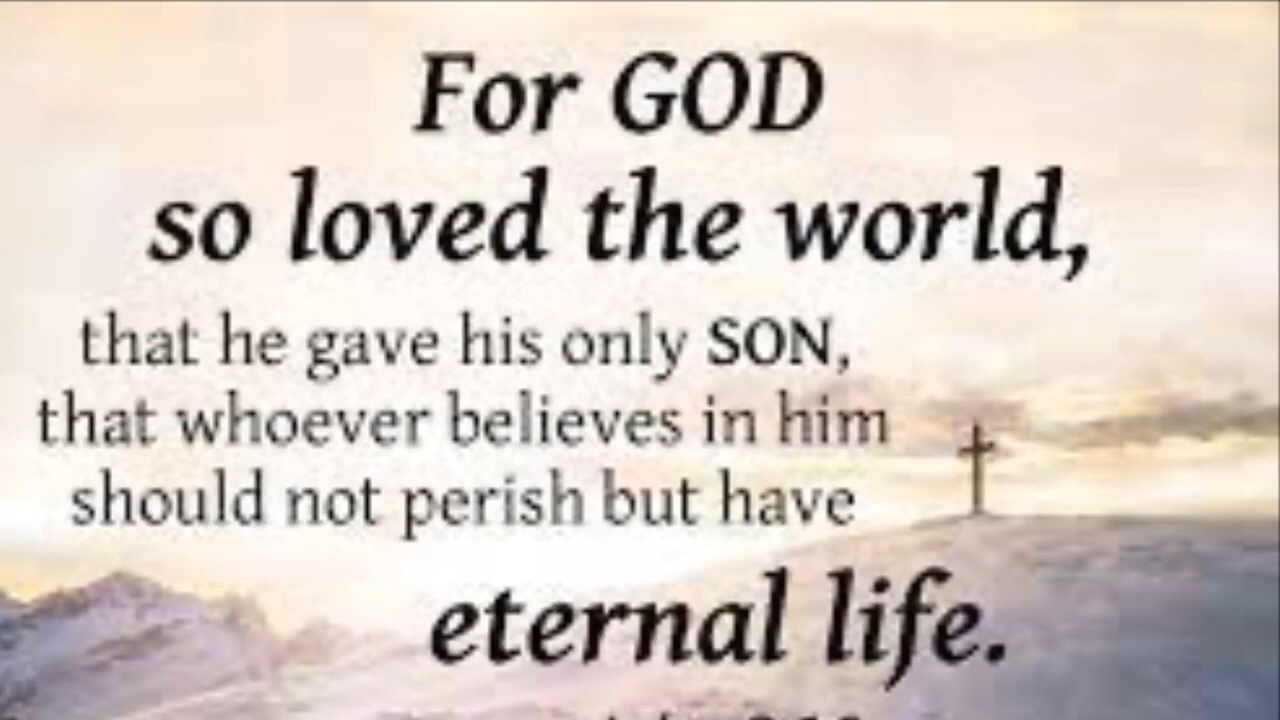 For GOD
so loved the world,
that he gave his only SON,
that whoever believes in him
should not perish but have
eternal life.